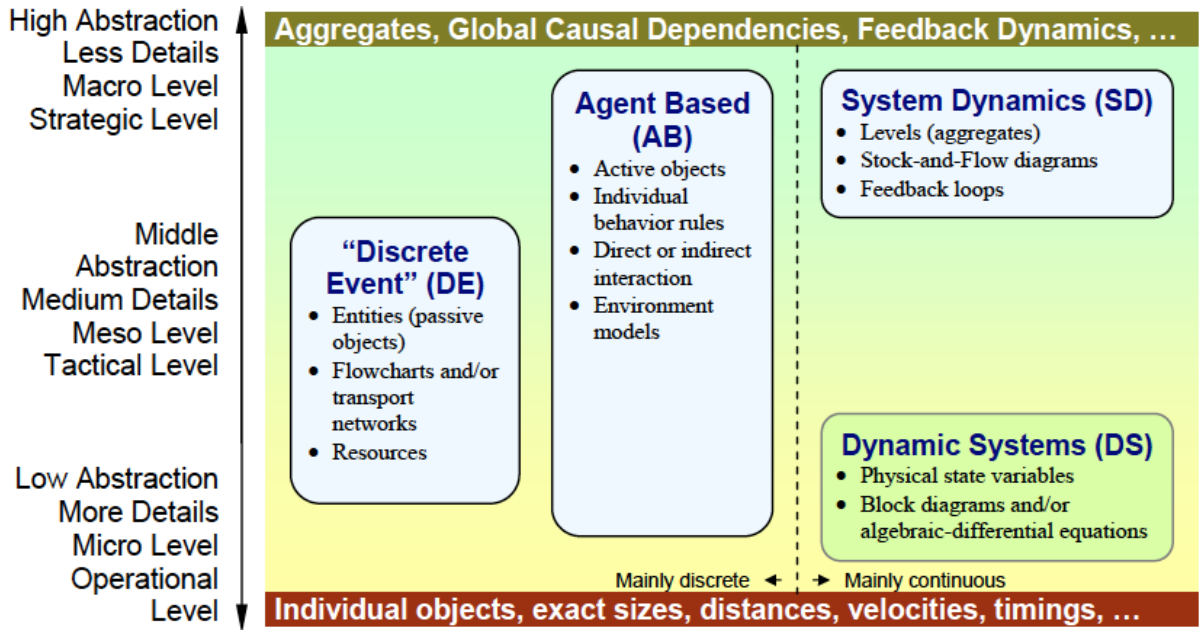 High Abstraction
Less Details
Macro Level
Strategic Level
Middle
Abstraction
Medium Details
Meso Level
Tactical Level
Low Abstraction
More Details
Micro Level
Operational
Level
Aggregates, Global Causal Dependencies, Feedback Dynamics, …
“Discrete
Event” (DE)
• Entities (passive
objects)
• Flowcharts and/or
transport
networks
• Resources
Agent Based
(AB)
• Active objects
• Individual
behavior rules
• Direct or indirect
interaction
• Environment
models
System Dynamics (SD)
• Levels (aggregates)
• Stock-and-Flow diagrams
• Feedback loops
Dynamic Systems (DS)
• Physical state variables
• Block diagrams and/or
algebraic-differential equations
Mainly discrete
Mainly continuous
Individual objects, exact sizes, distances, velocities, timings, …